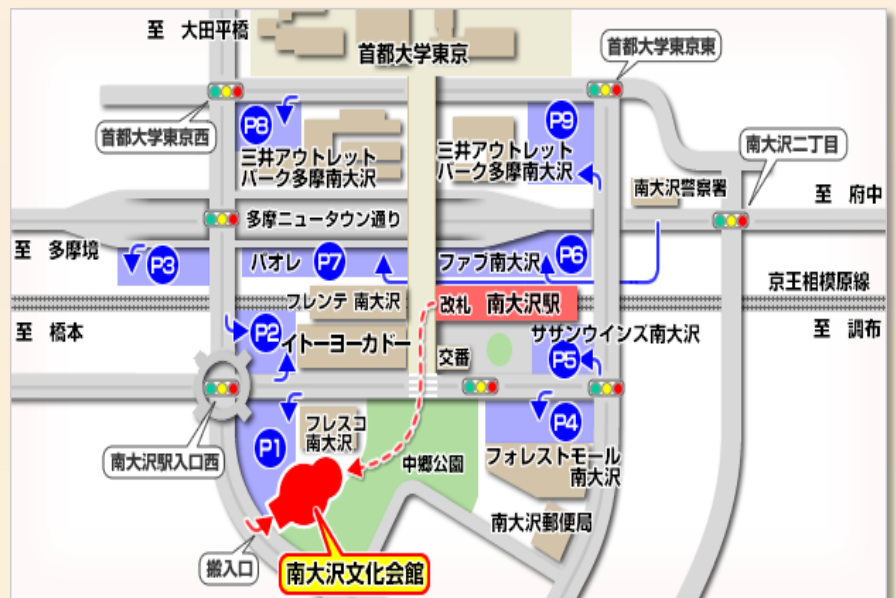 至 大田平橋
首都大学東京
首都大学東京東
首都大学東京西
P8
P9
三井アウトレット
パーク多摩南大沢
三井アウトレット
パーク多摩南大沢
南大沢二丁目
南大沢警察署
至 府中
多摩ニュータウン通り
至 多摩境
P3
パオレ
P7
ファブ南大沢
P6
京王相模原線
フレンテ 南大沢
改札 南大沢駅
至 橋本
P2
イトーヨーカドー
交番
サザンウインズ南大沢
P5
至 調布
P1
フレスコ
南大沢
P4
南大沢駅入口西
中郷公園
フォレストモール
南大沢
南大沢郵便局
搬入口
南大沢文化会館